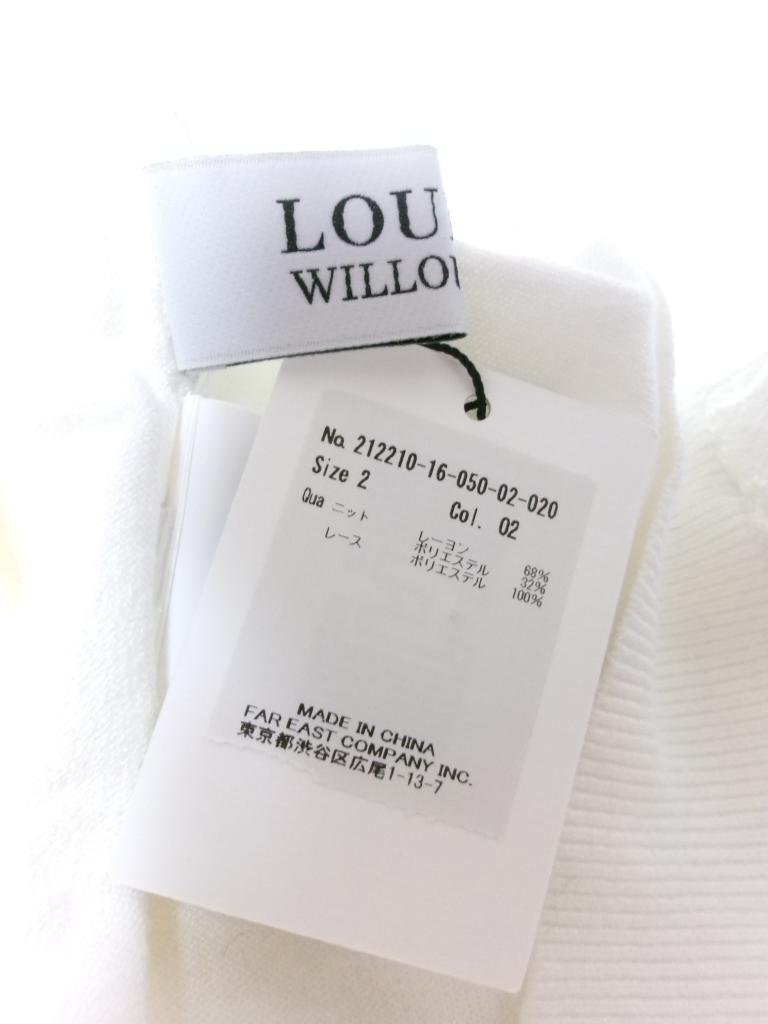 LOU
WILLOU
No. 212210-16-050-02-020
Size 2 Col. 02
Qua ニット レーヨン 68%
ポリエステル 32%
レース ポリエステル 100%
MADE IN CHINA
FAR EAST COMPANY INC.
東京都渋谷区広尾1-13-7